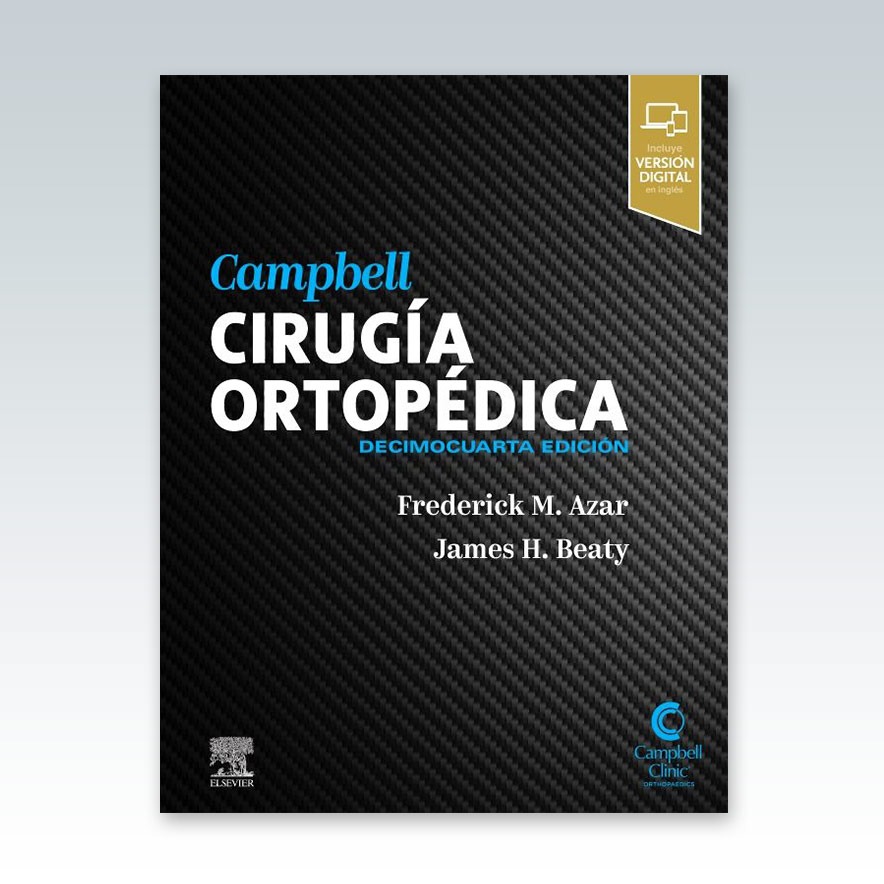 Incluye
VERSIÓN
DIGITAL
en inglés
Campbell
CIRUGÍA
ORTOPÉDICA
DECIMOCUARTA EDICIÓN
Frederick M. Azar
James H. Beaty
ELSEVIER
Campbell
Clinic
ORTHOPAEDICS